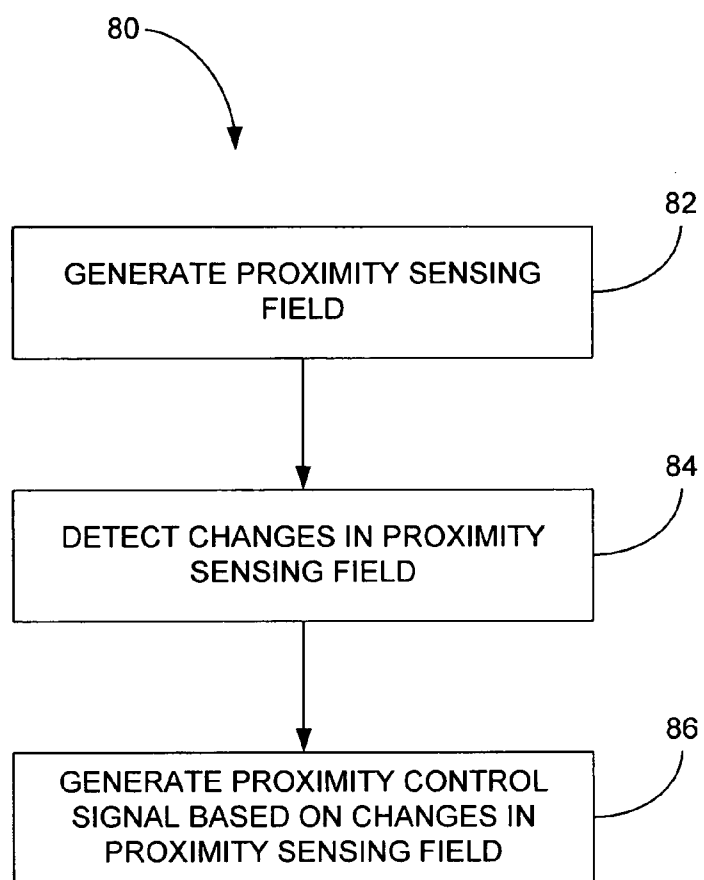 80
82
GENERATE PROXIMITY SENSING
FIELD
84
DETECT CHANGES IN PROXIMITY
SENSING FIELD
86
GENERATE PROXIMITY CONTROL
SIGNAL BASED ON CHANGES IN
PROXIMITY SENSING FIELD